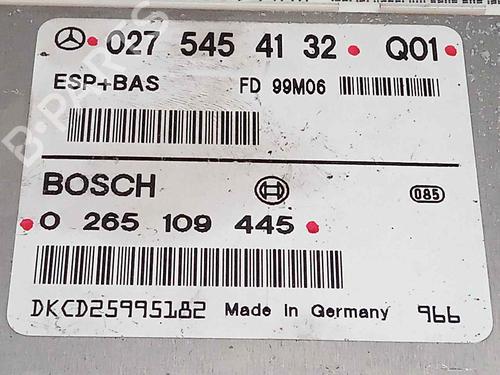 027 545 41 32 Q01
ESP+BAS FD 99M06
BOSCH
085
0 265 109 445
DKCD25995182 Made in Germany 966
B-PARTS